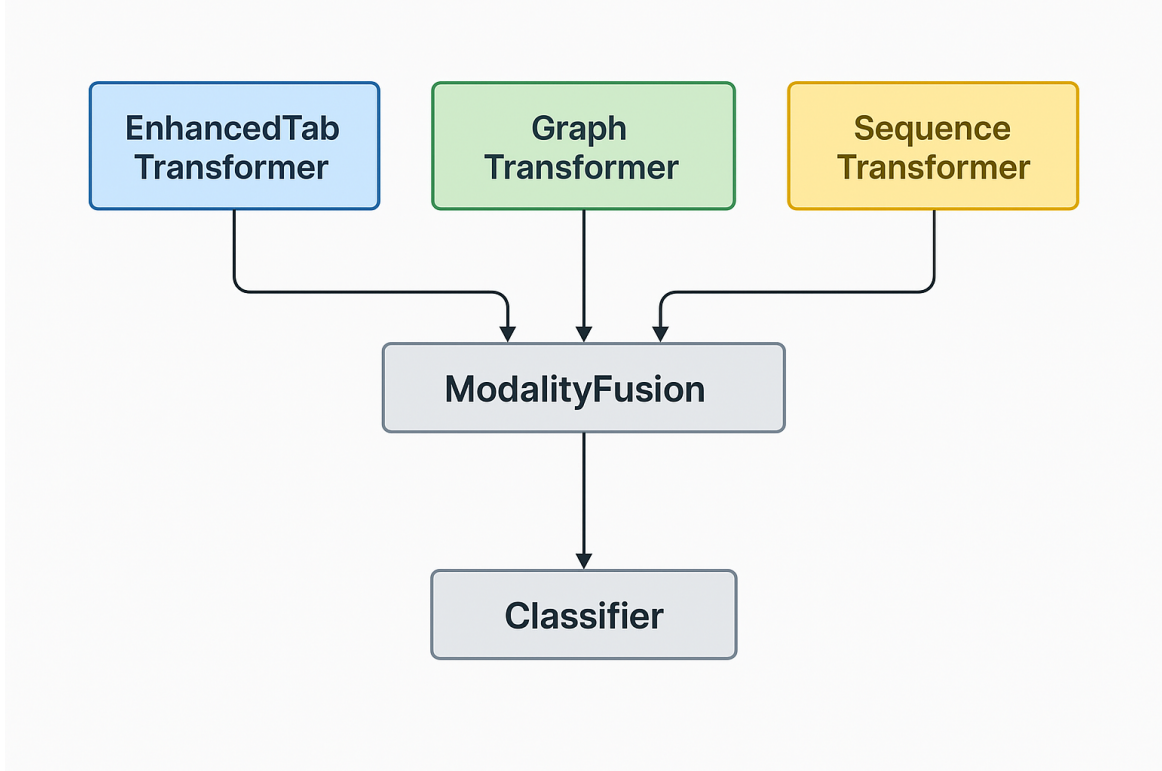 EnhancedTab
Transformer
Graph
Transformer
Sequence
Transformer
ModalityFusion
Classifier